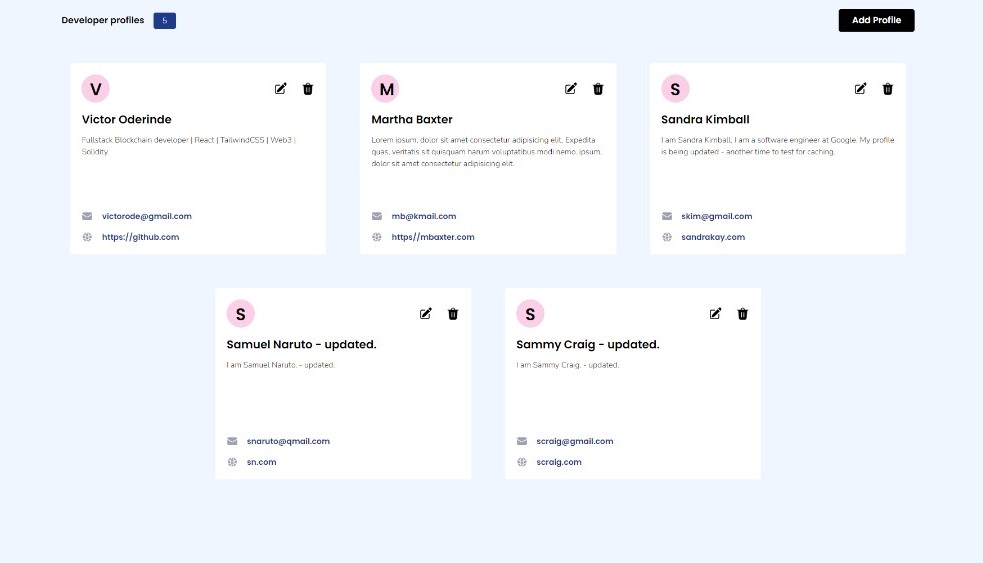 Developer profiles 5 Add Profile
V M S
Victor Oderinde
Fullstack Blockchain developer | React | TailwindCSS | Web3 |
Solidity.
victorode@gmail.com
https://github.com
Martha Baxter
Lorem ipsum, dolor sit amet consectetur adipisicing elit. Expedita
quas, veritatis sit quisquam harum voluptatibus modi nemo. ipsum,
dolor sit amet consectetur adipisicing elit.
mb@kmail.com
https//mbaxter.com
Sandra Kimball
I am Sandra Kimball, I am a software engineer at Google. My profile
is being updated - another time to test for caching.
skim@gmail.com
sandrakay.com
S
Samuel Naruto - updated.
I am Samuel Naruto. - updated.
snaruto@qmail.com
sn.com
S
Sammy Craig - updated.
I am Sammy Craig. - updated.
scraig@gmail.com
scraig.com